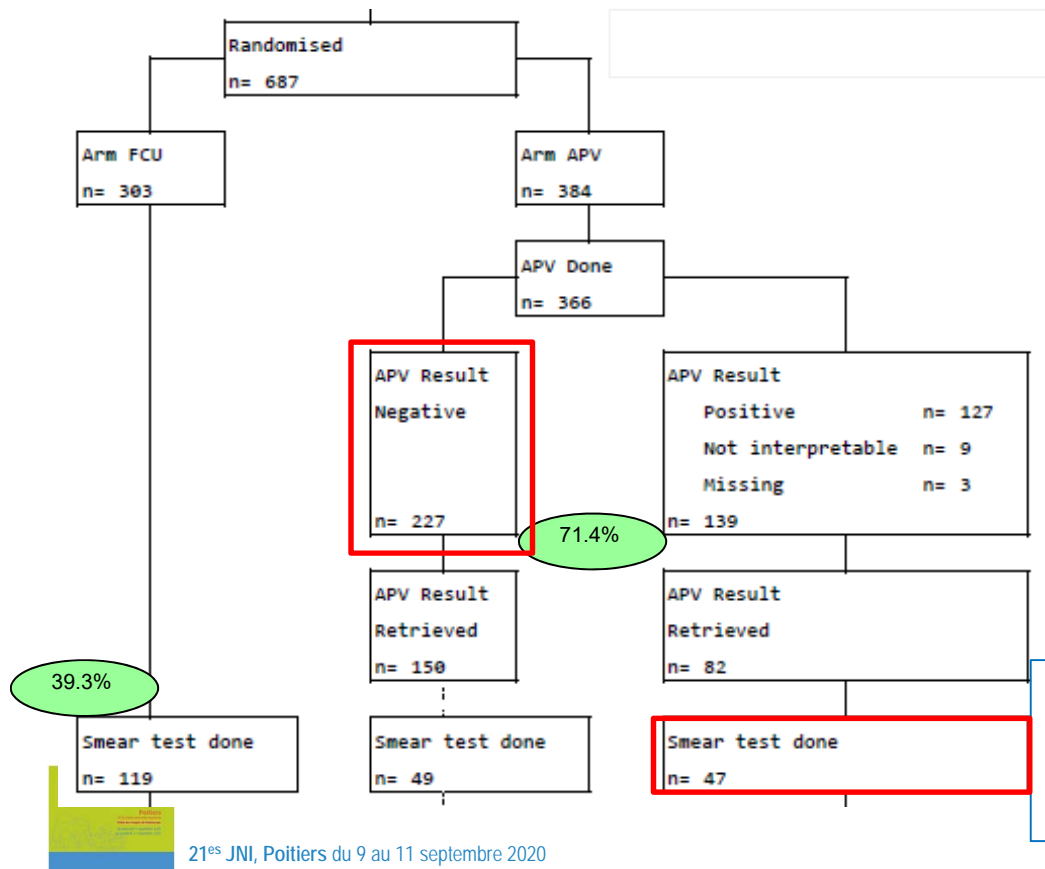 Randomised
n= 687
Arm FCU
n= 303
Arm APV
n= 384
APV Done
n= 366
APV Result
Negative
n= 227
APV Result
Positive n= 127
Not interpretable n= 9
Missing n= 3
n= 139
71.4%
APV Result
Retrieved
n= 150
APV Result
Retrieved
n= 82
39.3%
Smear test done
n= 119
Smear test done
n= 49
Smear test done
n= 47
Poitiers
21es JNI, Poitiers du 9 au 11 septembre 2020